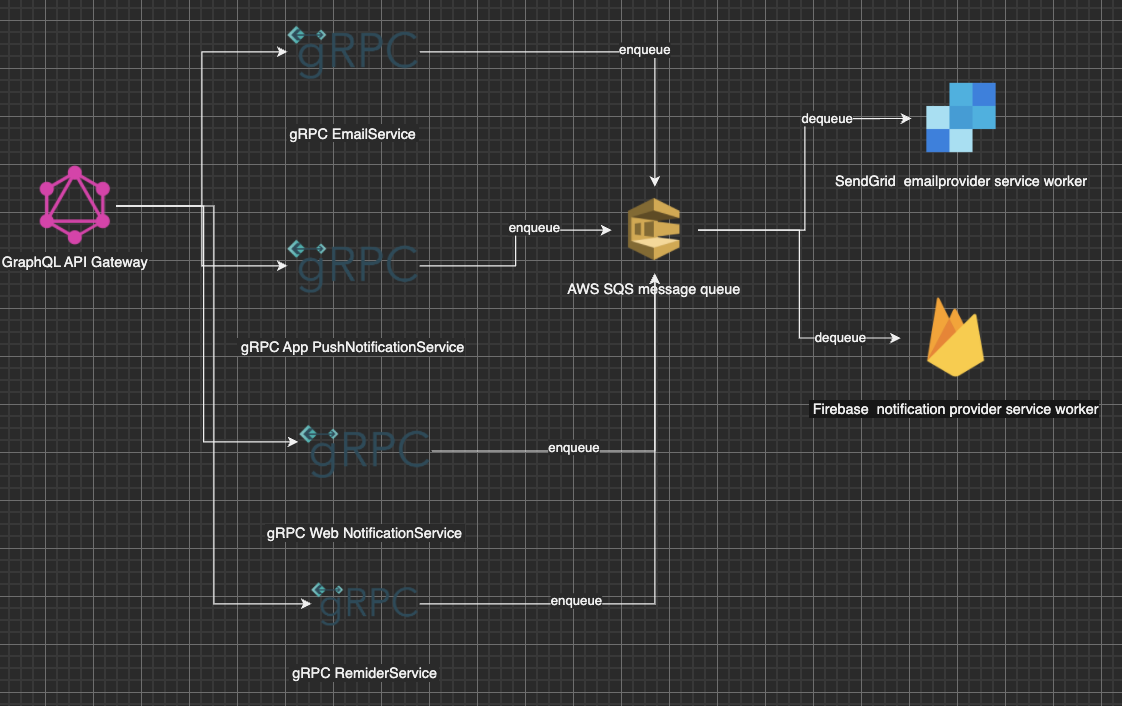 gRPC
enqueue
gRPC EmailService
dequeue
SendGrid  emailprovider service worker
GraphQL API Gateway
gRPC
enqueue
AWS SQS message queue
gRPC App PushNotificationService
dequeue
Firebase  notification provider service worker
gRPC
enqueue
gRPC Web NotificationService
gRPC
enqueue
gRPC RemiderService